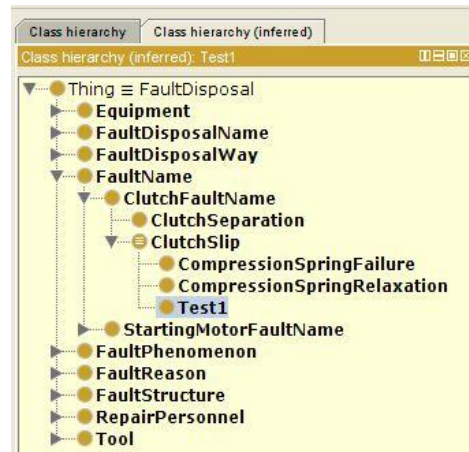 Class hierarchy Class hierarchy (inferred)
Class hierarchy (inferred): Test1
Thing ≡ FaultDisposal
Equipment
FaultDisposalName
FaultDisposalWay
FaultName
ClutchFaultName
ClutchSeparation
ClutchSlip
CompressionSpringFailure
CompressionSpringRelaxation
Test1
StartingMotorFaultName
FaultPhenomenon
FaultReason
FaultStructure
RepairPersonnel
Tool